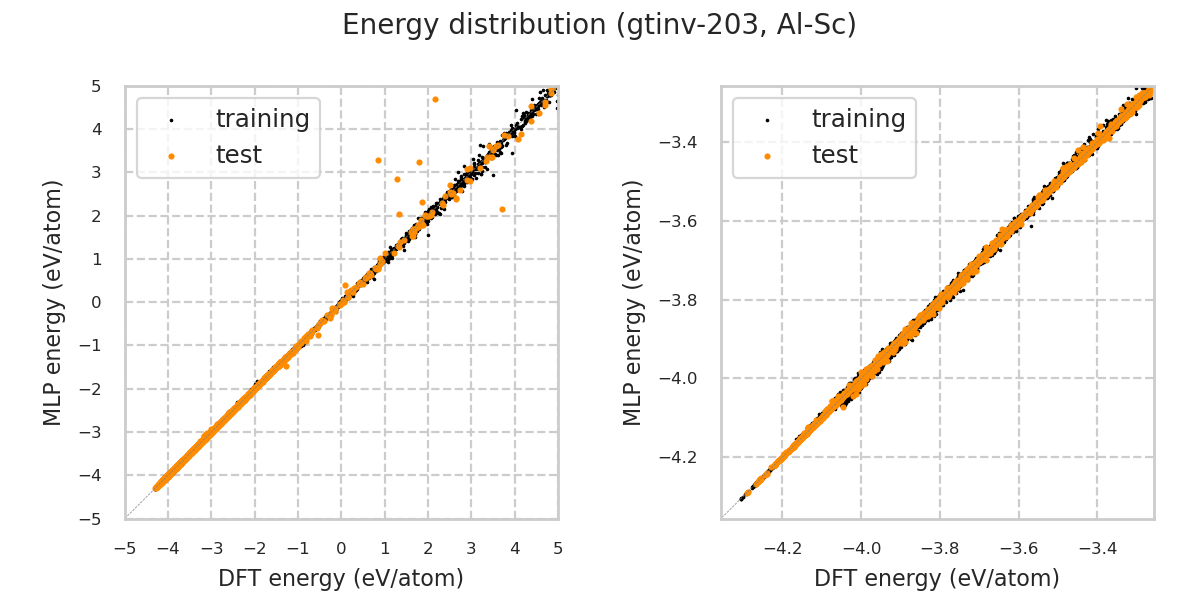 Energy distribution (gtinv-203, Al-Sc)
training
test
MLP energy (eV/atom)
5
4
3
2
1
0
−1
−2
−3
−4
−5
−5 −4 −3 −2 −1 0 1 2 3 4 5
DFT energy (eV/atom)
training
test
MLP energy (eV/atom)
−3.4
−3.6
−3.8
−4.0
−4.2
−4.2 −4.0 −3.8 −3.6 −3.4
DFT energy (eV/atom)